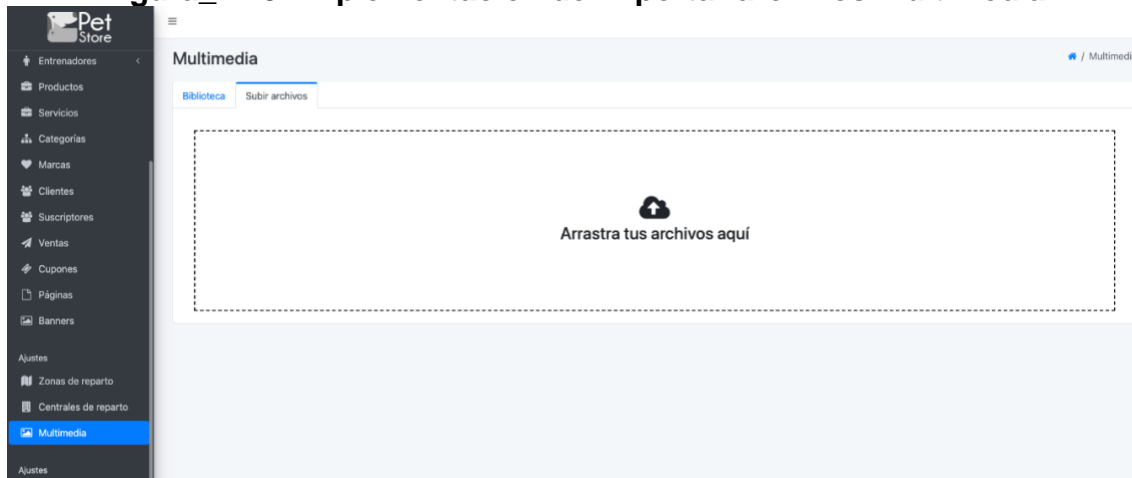 Pet
Store
Entrenadores
Productos
Servicios
Categorías
Marcas
Clientes
Suscriptores
Ventas
Cupones
Páginas
Banners
Ajustes
Zonas de reparto
Centrales de reparto
Multimedia
Ajustes
Multimedia
/ Multimedi
Biblioteca Subir archivos
Arrastra tus archivos aquí